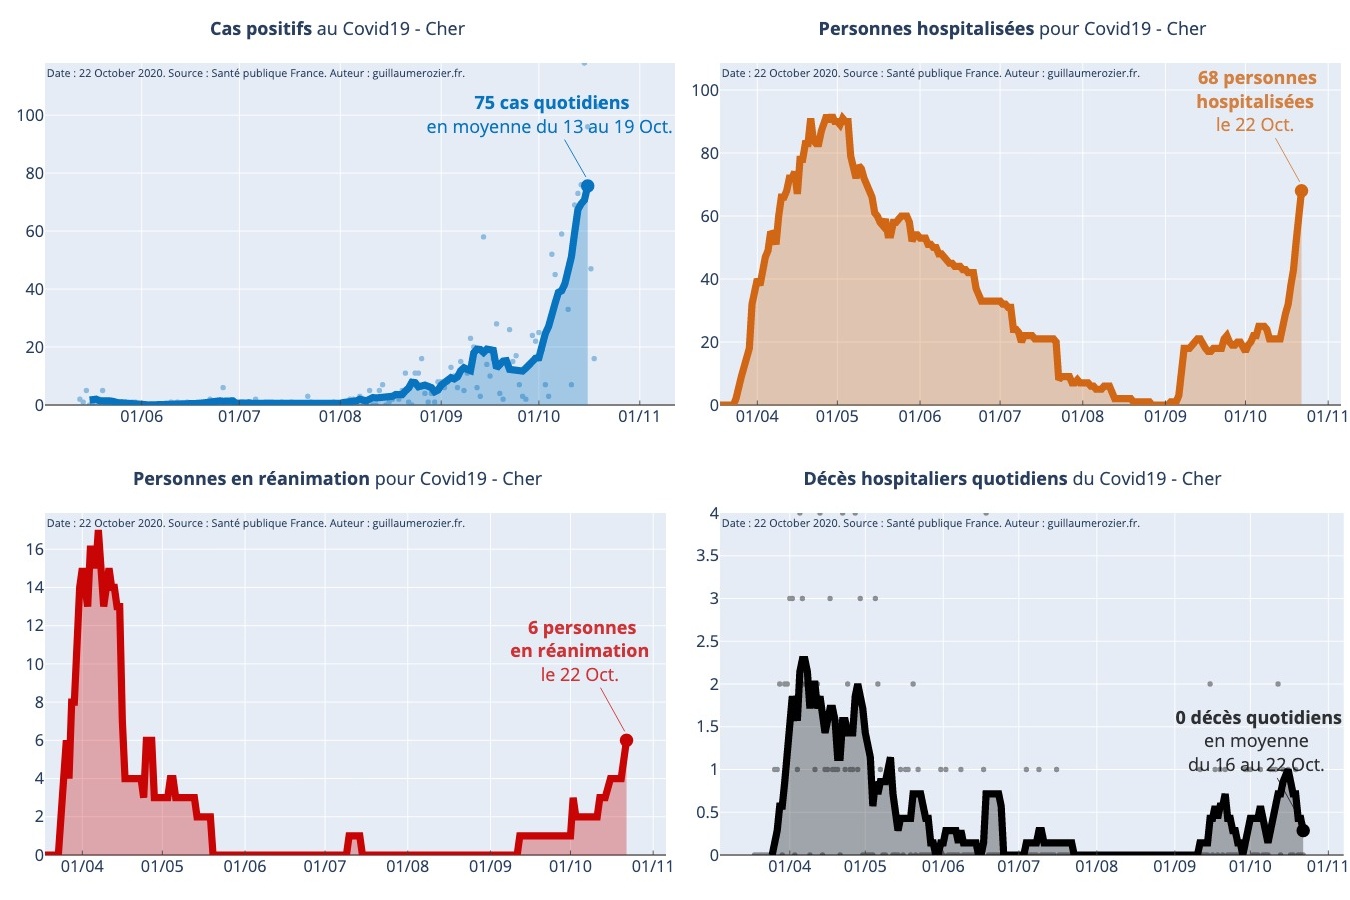 Cas positifs au Covid19 - Cher
Date : 22 October 2020. Source : Santé publique France. Auteur : guillaumerozier.fr.
75 cas quotidiens
en moyenne du 13 au 19 Oct.
100
80
60
40
20
0
01/06 01/07 01/08 01/09 01/10 01/11
Personnes hospitalisées pour Covid19 - Cher
Date : 22 October 2020. Source : Santé publique France. Auteur : guillaumerozier.fr.
68 personnes
hospitalisées
le 22 Oct.
100
80
60
40
20
0
01/04 01/05 01/06 01/07 01/08 01/09 01/10 01/11
Personnes en réanimation pour Covid19 - Cher
Date : 22 October 2020. Source : Santé publique France. Auteur : guillaumerozier.fr.
6 personnes
en réanimation
le 22 Oct.
16
14
12
10
8
6
4
2
0
01/04 01/05 01/06 01/07 01/08 01/09 01/10 01/11
Décès hospitaliers quotidiens du Covid19 - Cher
Date : 22 October 2020. Source : Santé publique France. Auteur : guillaumerozier.fr.
0 décès quotidiens
en moyenne
du 16 au 22 Oct.
4
3.5
3
2.5
2
1.5
1
0.5
0
01/04 01/05 01/06 01/07 01/08 01/09 01/10 01/11